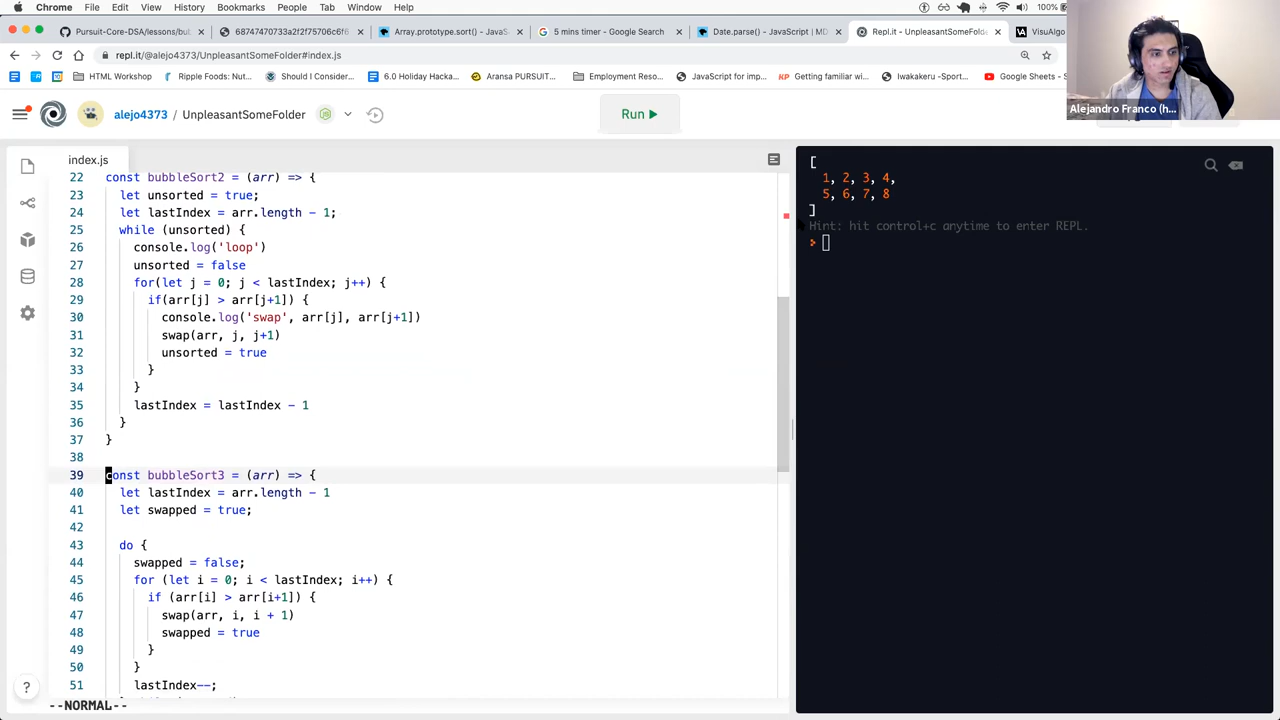 Chrome File Edit View History Bookmarks People Tab Window Help 100%
Pursuit-Core-DSA/lessons/bu 68747470733a2f2f75706c6f6 Array.prototype.sort() - JavaS 5 mins timer - Google Search Date.parse() - JavaScript | M Repl.it - UnpleasantSomeFold VisuAlgo
repl.it/@alejo4373/UnpleasantSomeFolder#index.js
HTML Workshop Ripple Foods: Nut... Should I Consider... 6.0 Holiday Hacka... Aransa PURSUIT... Employment Reso... JavaScript for imp... Getting familiar wi... Iwakakeru -Sport... Google Sheets - S
Alejandro Franco (h...
alejo4373 / UnpleasantSomeFolder
Run
index.js
22 const bubbleSort2 = (arr) => {
23 let unsorted = true;
24 let lastIndex = arr.length - 1;
25 while (unsorted) {
26 console.log('loop')
27 unsorted = false
28 for(let j = 0; j < lastIndex; j++) {
29 if(arr[j] > arr[j+1]) {
30 console.log('swap', arr[j], arr[j+1])
31 swap(arr, j, j+1)
32 unsorted = true
33 }
34 }
35 lastIndex = lastIndex - 1
36 }
37 }
38
39 const bubbleSort3 = (arr) => {
40 let lastIndex = arr.length - 1
41 let swapped = true;
42
43 do {
44 swapped = false;
45 for (let i = 0; i < lastIndex; i++) {
46 if (arr[i] > arr[i+1]) {
47 swap(arr, i, i + 1)
48 swapped = true
49 }
50 }
51 lastIndex--;
--NORMAL--
?
[
1, 2, 3, 4,
5, 6, 7, 8
]
Hint: hit control+c anytime to enter REPL.
>